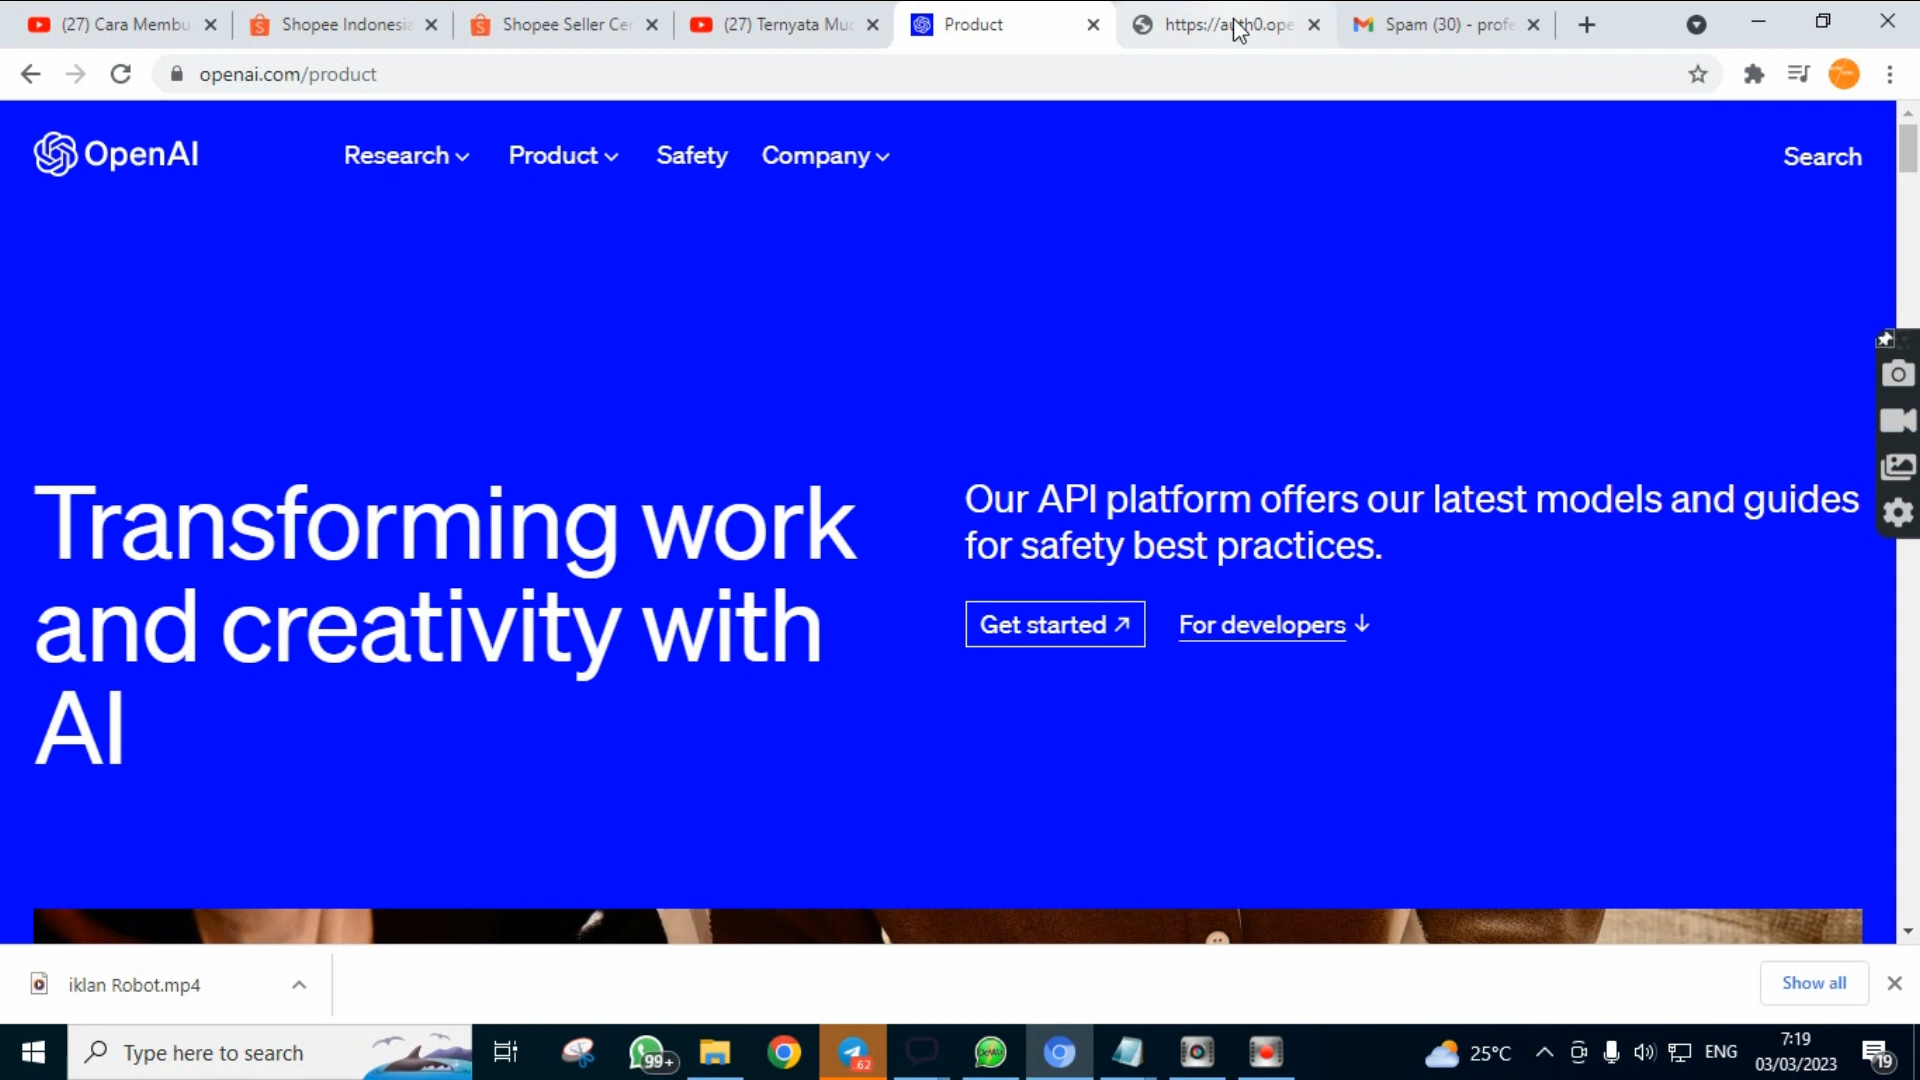 (27) Cara Membu
Shopee Indonesia
Shopee Seller Cen
(27) Ternyata Mud
Product
https://auth0.ope
Spam (30) - profe
openai.com/product
OpenAI
Research
Product
Safety
Company
Search
Transforming work
and creativity with
AI
Our API platform offers our latest models and guides
for safety best practices.
Get started ↗
For developers ↓
iklan Robot.mp4
Show all
Type here to search
99+
.62
25°C
ENG
7:19
03/03/2023
19